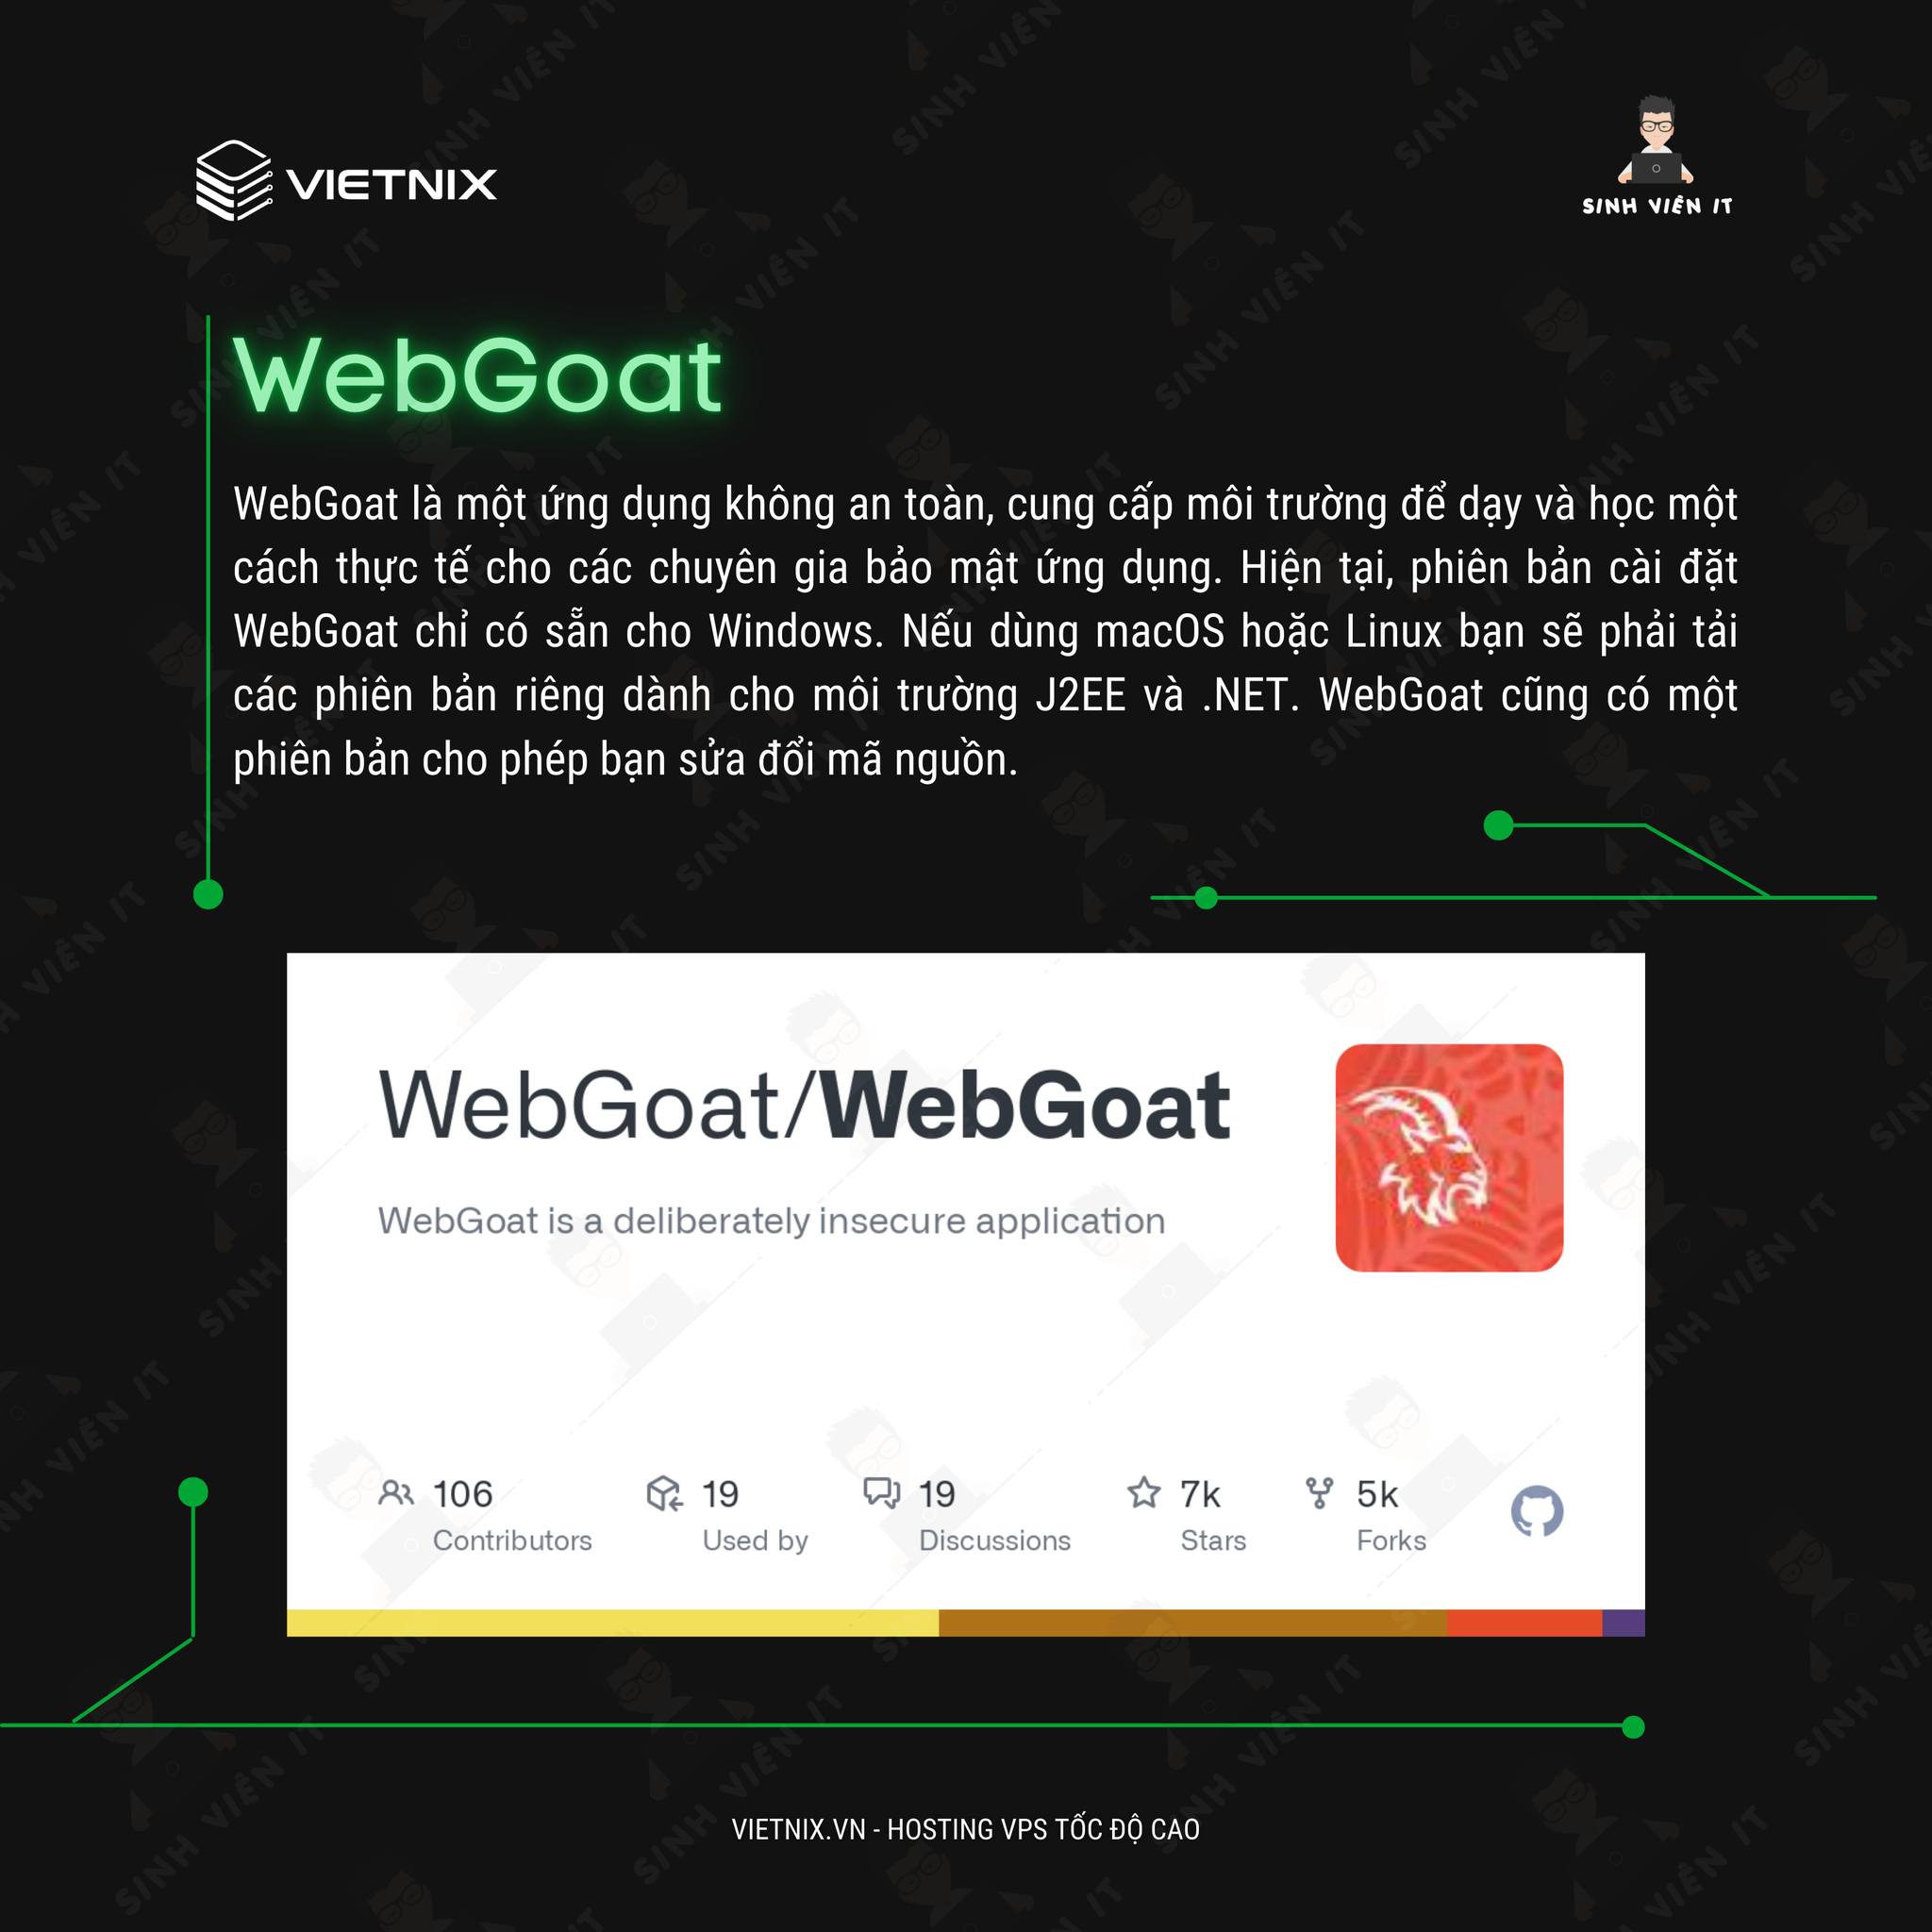 VIETNIX
SINH VIÊN IT
WebGoat
WebGoat là một ứng dụng không an toàn, cung cấp môi trường để dạy và học một
cách thực tế cho các chuyên gia bảo mật ứng dụng. Hiện tại, phiên bản cài đặt
WebGoat chỉ có sẵn cho Windows. Nếu dùng macOS hoặc Linux bạn sẽ phải tải
các phiên bản riêng dành cho môi trường J2EE và .NET. WebGoat cũng có một
phiên bản cho phép bạn sửa đổi mã nguồn.
WebGoat/WebGoat
WebGoat is a deliberately insecure application
106 19 19 7k 5k
Contributors Used by Discussions Stars Forks
VIETNIX.VN - HOSTING VPS TỐC ĐỘ CAO